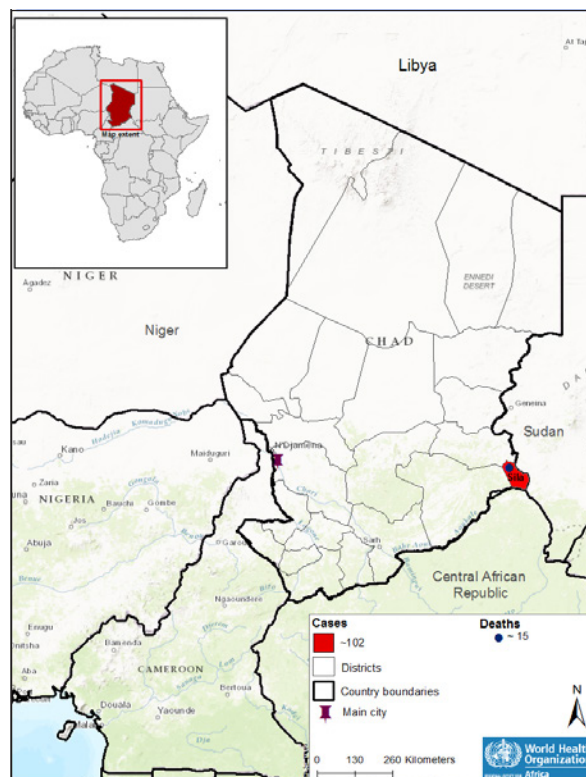 Map extent
Libya
TIBESTI
NIGER
Agadez
Niger
ENNEDI
DESERT
CHAD
Geneina
Sudan
N'Djamena
Kano
Maiduguri
Zaria
NIGERIA
Bauchi
Gombe
Jos
Abuja
Garoua
Chari
Sarh
Sila
Ngaoundere
Central African
Republic
Enugu
Bamenda
Aba
CAMEROON
Bertoua
Douala
Yaounde
Cases
~102
Districts
Country boundaries
Main city
Deaths
~ 15
N
0 130 260 Kilometers
World Health
Organization
Africa